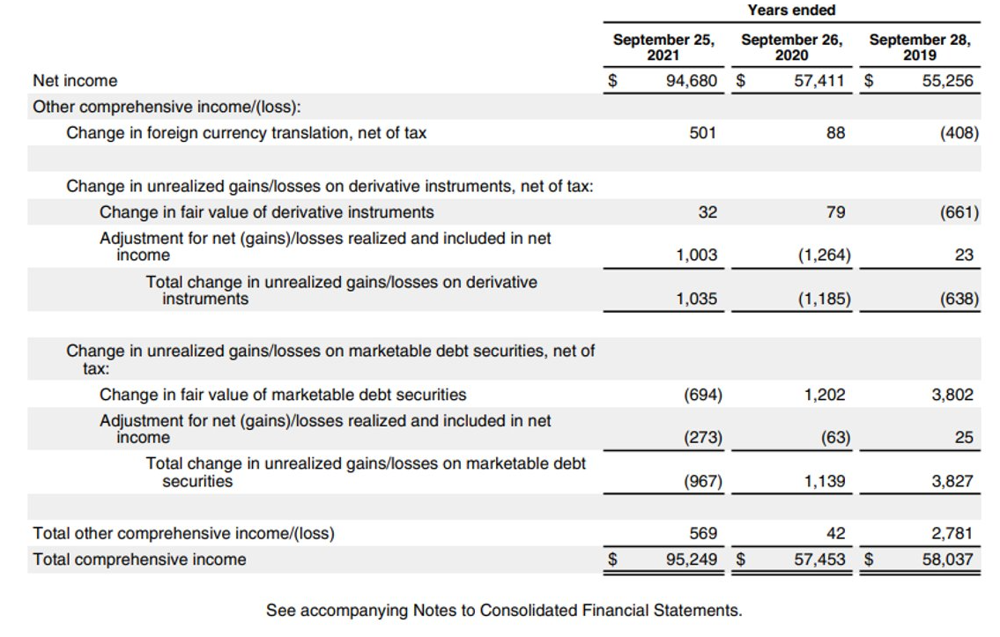 Years ended
September 25, 2021 September 26, 2020 September 28, 2019
Net income $ 94,680 $ 57,411 $ 55,256
Other comprehensive income/(loss):
Change in foreign currency translation, net of tax 501 88 (408)
Change in unrealized gains/losses on derivative instruments, net of tax:
Change in fair value of derivative instruments 32 79 (661)
Adjustment for net (gains)/losses realized and included in net
income 1,003 (1,264) 23
Total change in unrealized gains/losses on derivative
instruments 1,035 (1,185) (638)
Change in unrealized gains/losses on marketable debt securities, net of
tax:
Change in fair value of marketable debt securities (694) 1,202 3,802
Adjustment for net (gains)/losses realized and included in net
income (273) (63) 25
Total change in unrealized gains/losses on marketable debt
securities (967) 1,139 3,827
Total other comprehensive income/(loss) 569 42 2,781
Total comprehensive income $ 95,249 $ 57,453 $ 58,037
See accompanying Notes to Consolidated Financial Statements.